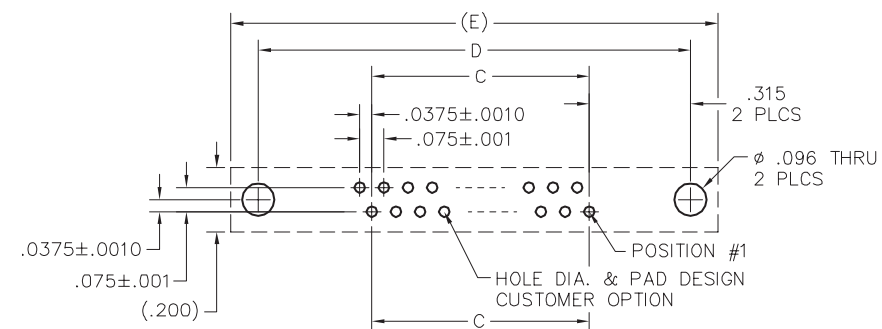 (E)
D
C
.0375±.0010
.075±.001
.315
2 PLCS
ø .096 THRU
2 PLCS
.0375±.0010
.075±.001
(.200)
POSITION #1
HOLE DIA. & PAD DESIGN
CUSTOMER OPTION
C